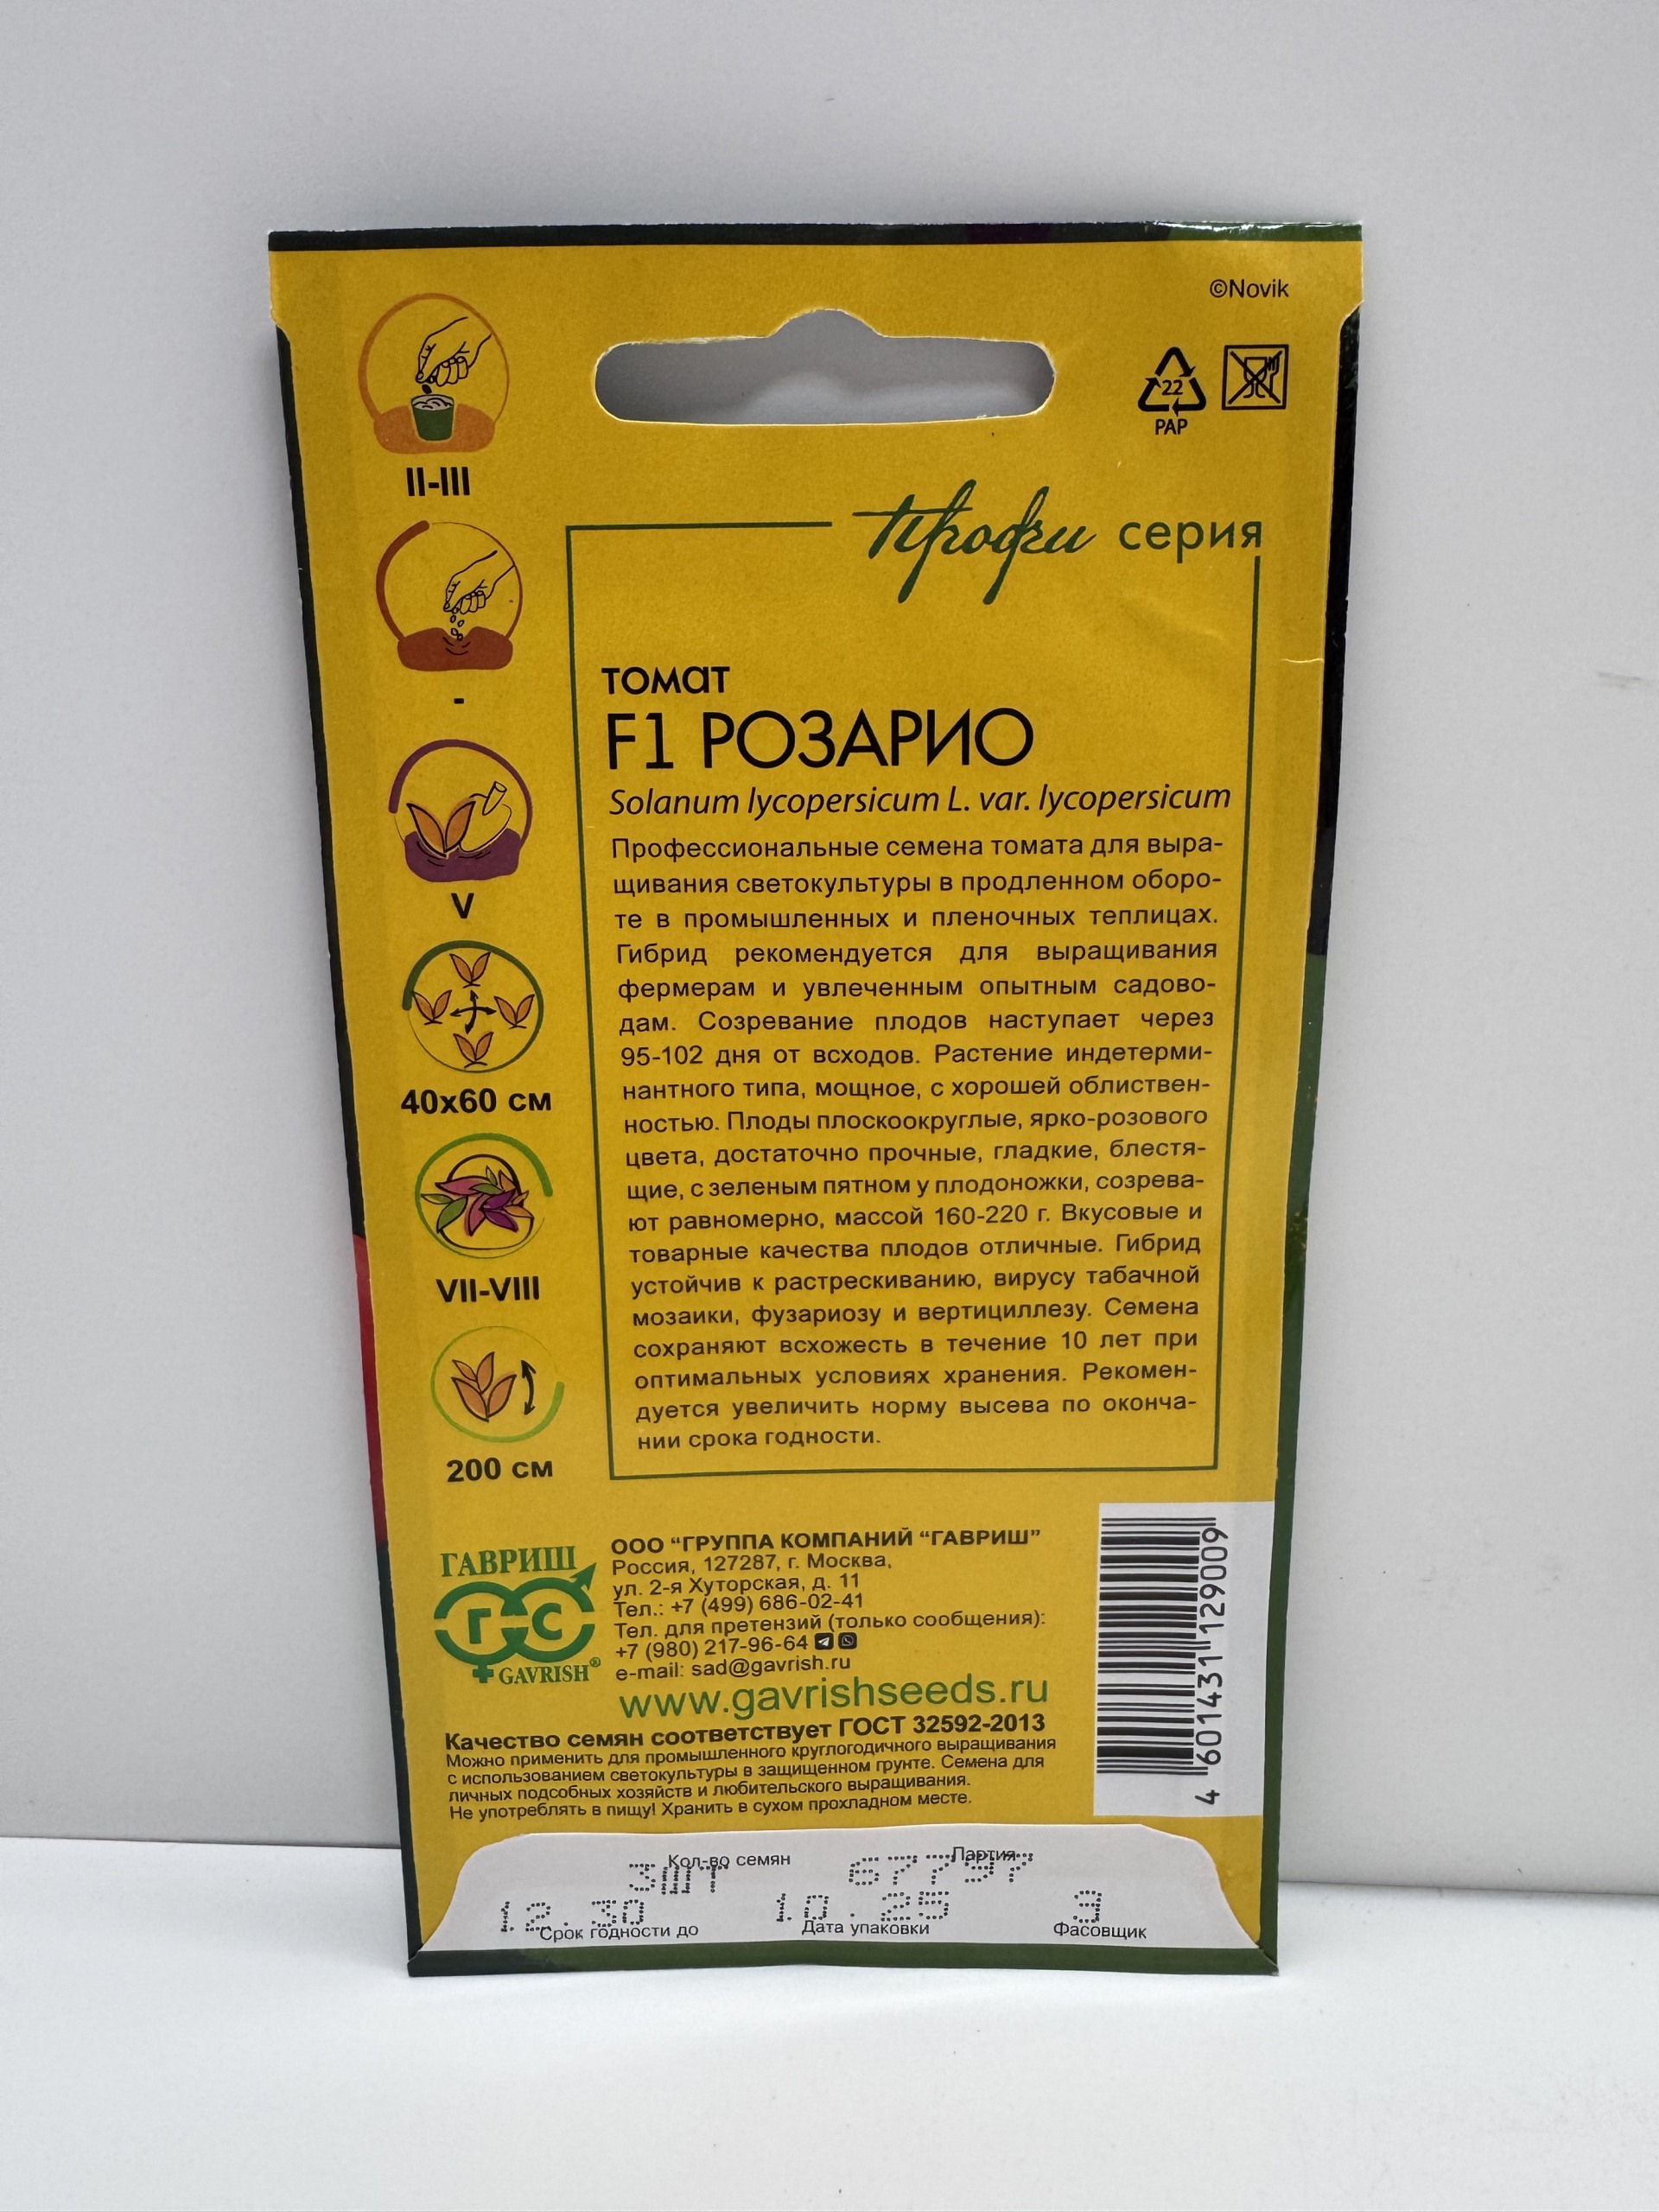 ©Novik
22
PAP
II-III
Профи серия
-
томат
F1 РОЗАРИО
Solanum lycopersicum L. var. lycopersicum
Профессиональные семена томата для выра-
щивания светокультуры в продленном оборо-
те в промышленных и пленочных теплицах.
Гибрид рекомендуется для выращивания
фермерам и увлеченным опытным садово-
дам. Созревание плодов наступает через
95-102 дня от всходов. Растение индетерми-
нантного типа, мощное, с хорошей облиствен-
ностью. Плоды плоскоокруглые, ярко-розового
цвета, достаточно прочные, гладкие, блестя-
щие, с зеленым пятном у плодоножки, созрева-
ют равномерно, массой 160-220 г. Вкусовые и
товарные качества плодов отличные. Гибрид
устойчив к растрескиванию, вирусу табачной
мозаики, фузариозу и вертициллезу. Семена
сохраняют всхожесть в течение 10 лет при
оптимальных условиях хранения. Рекомен-
дуется увеличить норму высева по оконча-
нии срока годности.
V
40x60 см
VII-VIII
200 см
ГАВРИШ
ГС
GAVRISH®
ООО “ГРУППА КОМПАНИЙ “ГАВРИШ”
Россия, 127287, г. Москва,
ул. 2-я Хуторская, д. 11
Тел.: +7 (499) 686-02-41
Тел. для претензий (только сообщения):
+7 (980) 217-96-64
e-mail: sad@gavrish.ru
www.gavrishseeds.ru
Качество семян соответствует ГОСТ 32592-2013
Можно применить для промышленного круглогодичного выращивания
с использованием светокультуры в защищенном грунте. Семена для
личных подсобных хозяйств и любительского выращивания.
Не употреблять в пищу! Хранить в сухом прохладном месте.
4 601431 129009
Кол-во семян Партия
3шт 67797
12.30 10.25 3
Срок годности до Дата упаковки Фасовщик